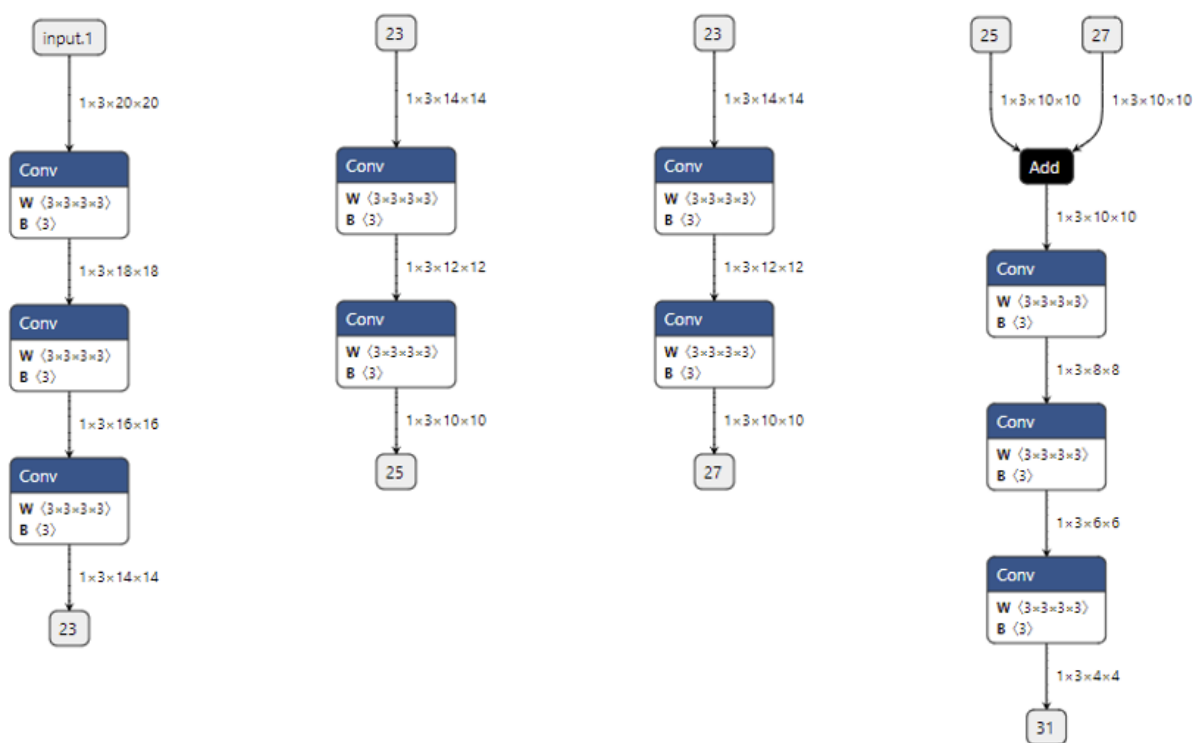 input.1
1×3×20×20
Conv
W ⟨3×3×3×3⟩
B ⟨3⟩
1×3×18×18
Conv
W ⟨3×3×3×3⟩
B ⟨3⟩
1×3×16×16
Conv
W ⟨3×3×3×3⟩
B ⟨3⟩
1×3×14×14
23
23
1×3×14×14
Conv
W ⟨3×3×3×3⟩
B ⟨3⟩
1×3×12×12
Conv
W ⟨3×3×3×3⟩
B ⟨3⟩
1×3×10×10
25
23
1×3×14×14
Conv
W ⟨3×3×3×3⟩
B ⟨3⟩
1×3×12×12
Conv
W ⟨3×3×3×3⟩
B ⟨3⟩
1×3×10×10
27
25
27
1×3×10×10
1×3×10×10
Add
1×3×10×10
Conv
W ⟨3×3×3×3⟩
B ⟨3⟩
1×3×8×8
Conv
W ⟨3×3×3×3⟩
B ⟨3⟩
1×3×6×6
Conv
W ⟨3×3×3×3⟩
B ⟨3⟩
1×3×4×4
31